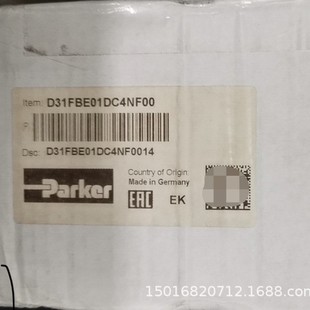 Item: D31FBE01DC4NF00
P
Dsc: D31FBE01DC4NF0014
Parker
Country of Origin:
Made in Germany
EAC
EK
15016820712.1688.com